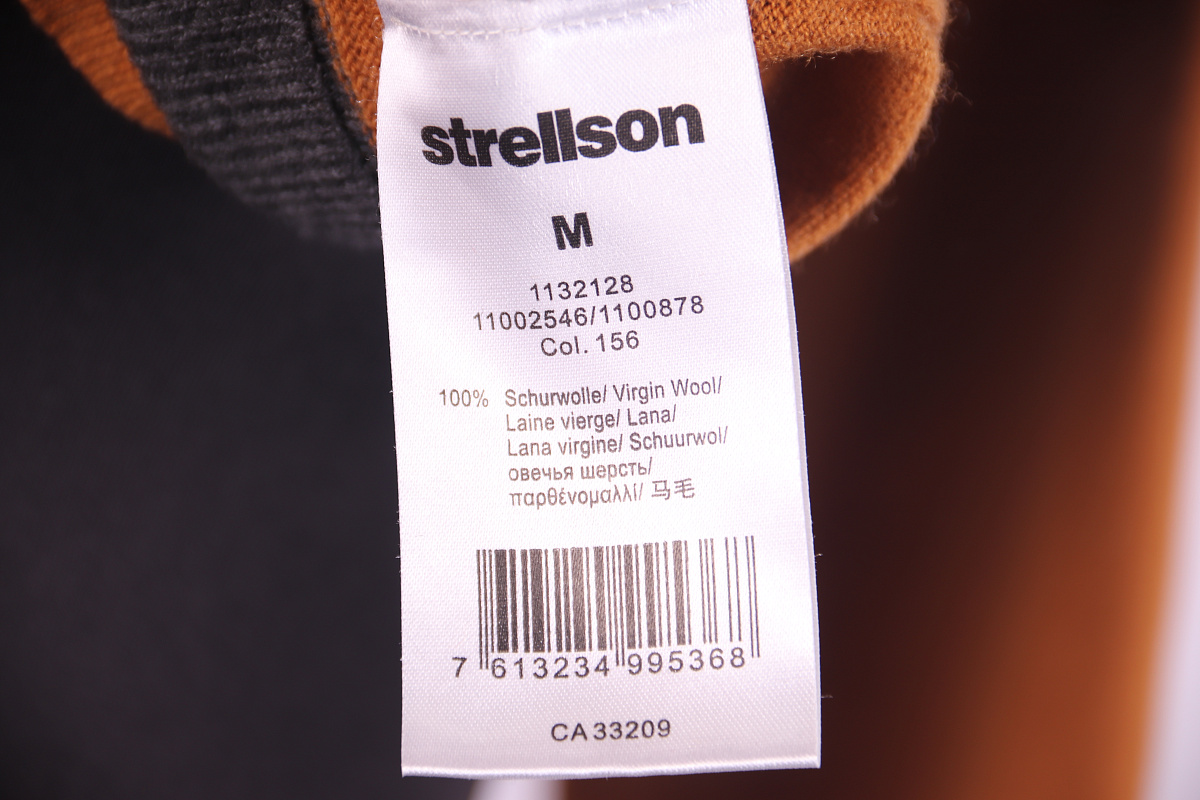 strellson
M
1132128
11002546/1100878
Col. 156
100% Schurwolle/ Virgin Wool/
Laine vierge/ Lana/
Lana virgine/ Schuurwol/
овечья шерсть/
παρθένομαλλί/ 马毛
7 613234 995368
CA33209